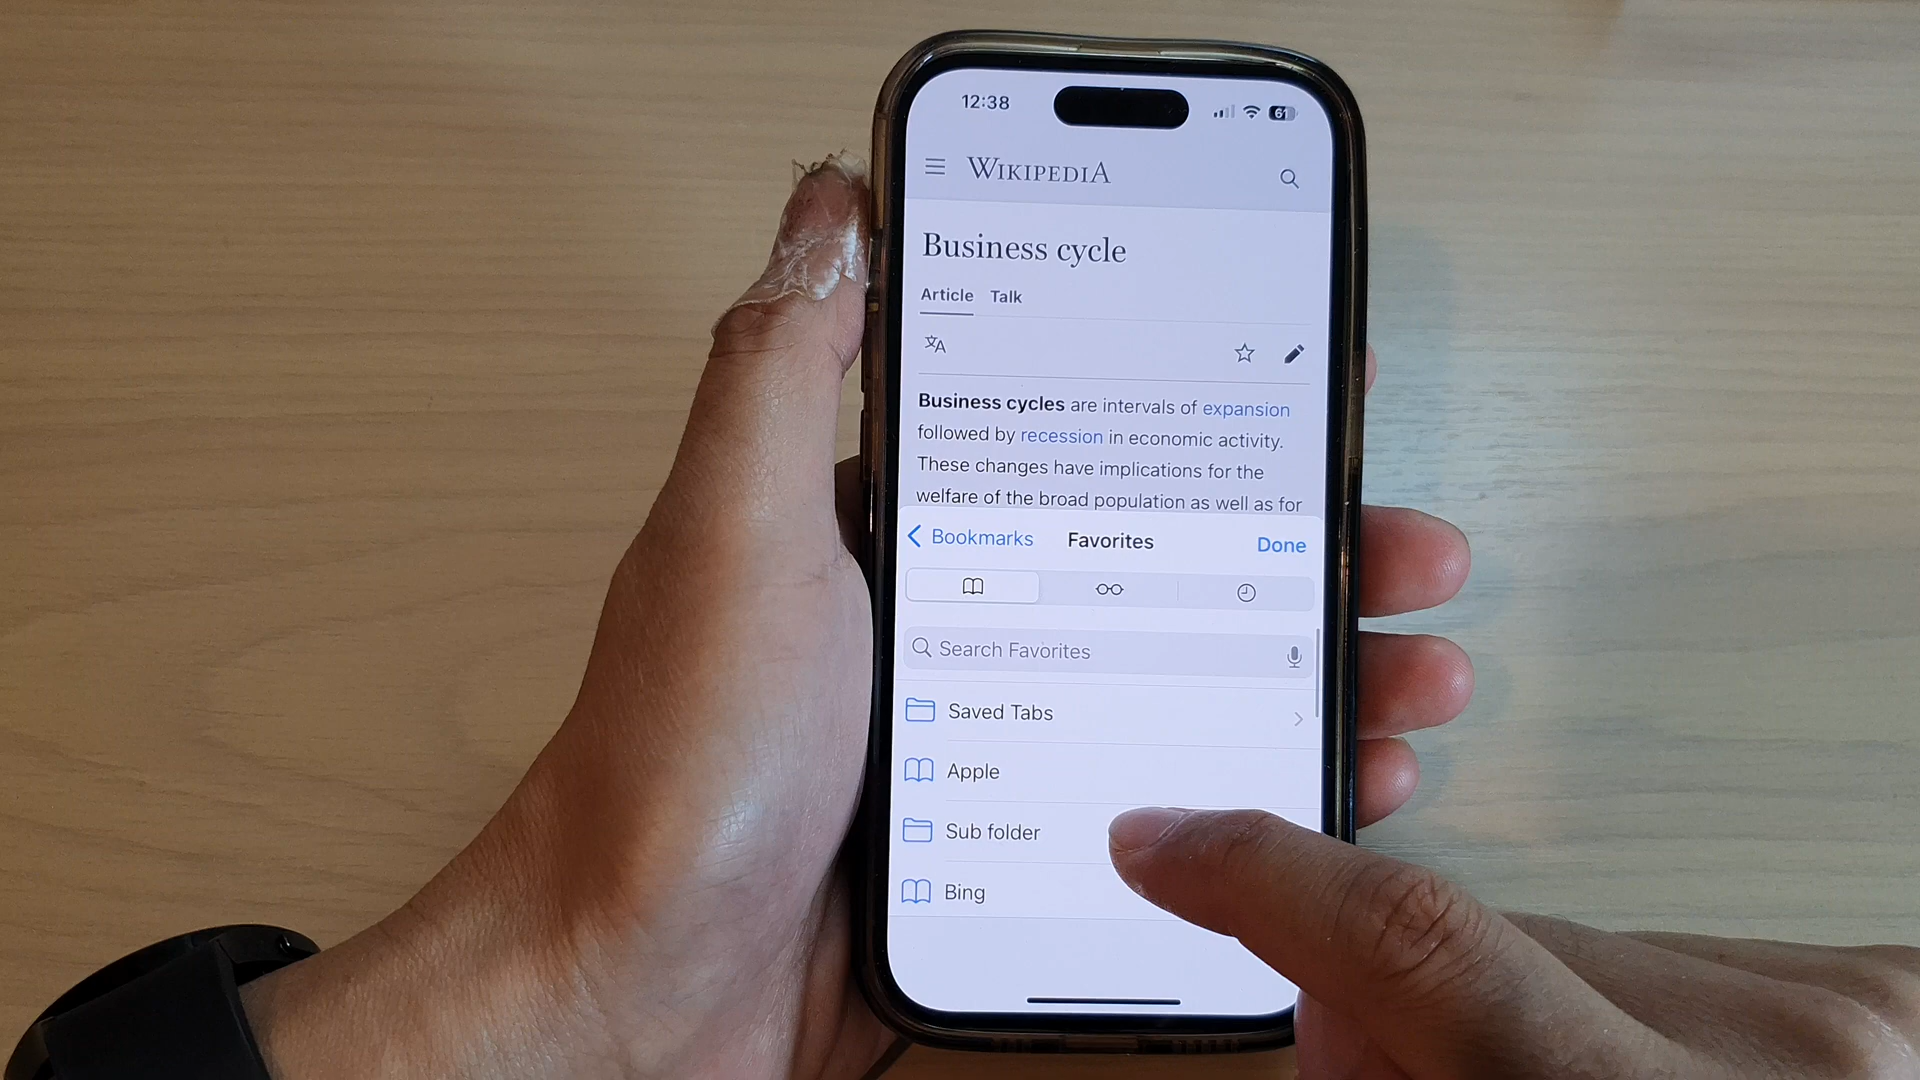 12:38
61
WIKIPEDIA
Business cycle
Article Talk
文A
Business cycles are intervals of expansion
followed by recession in economic activity.
These changes have implications for the
welfare of the broad population as well as for
Bookmarks Favorites Done
Search Favorites
Saved Tabs
Apple
Sub folder
Bing